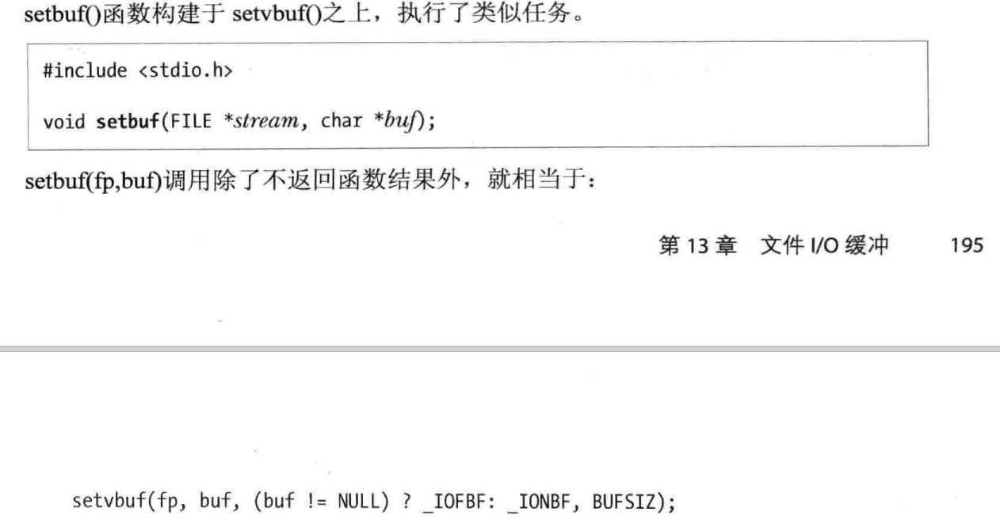 setbuf()函数构建于 setvbuf()之上，执行了类似任务。
#include <stdio.h>
void setbuf(FILE *stream, char *buf);
setbuf(fp,buf)调用除了不返回函数结果外，就相当于：
第 13 章 文件 I/O 缓冲 195
setvbuf(fp, buf, (buf != NULL) ? _IOFBF: _IONBF, BUFSIZ);